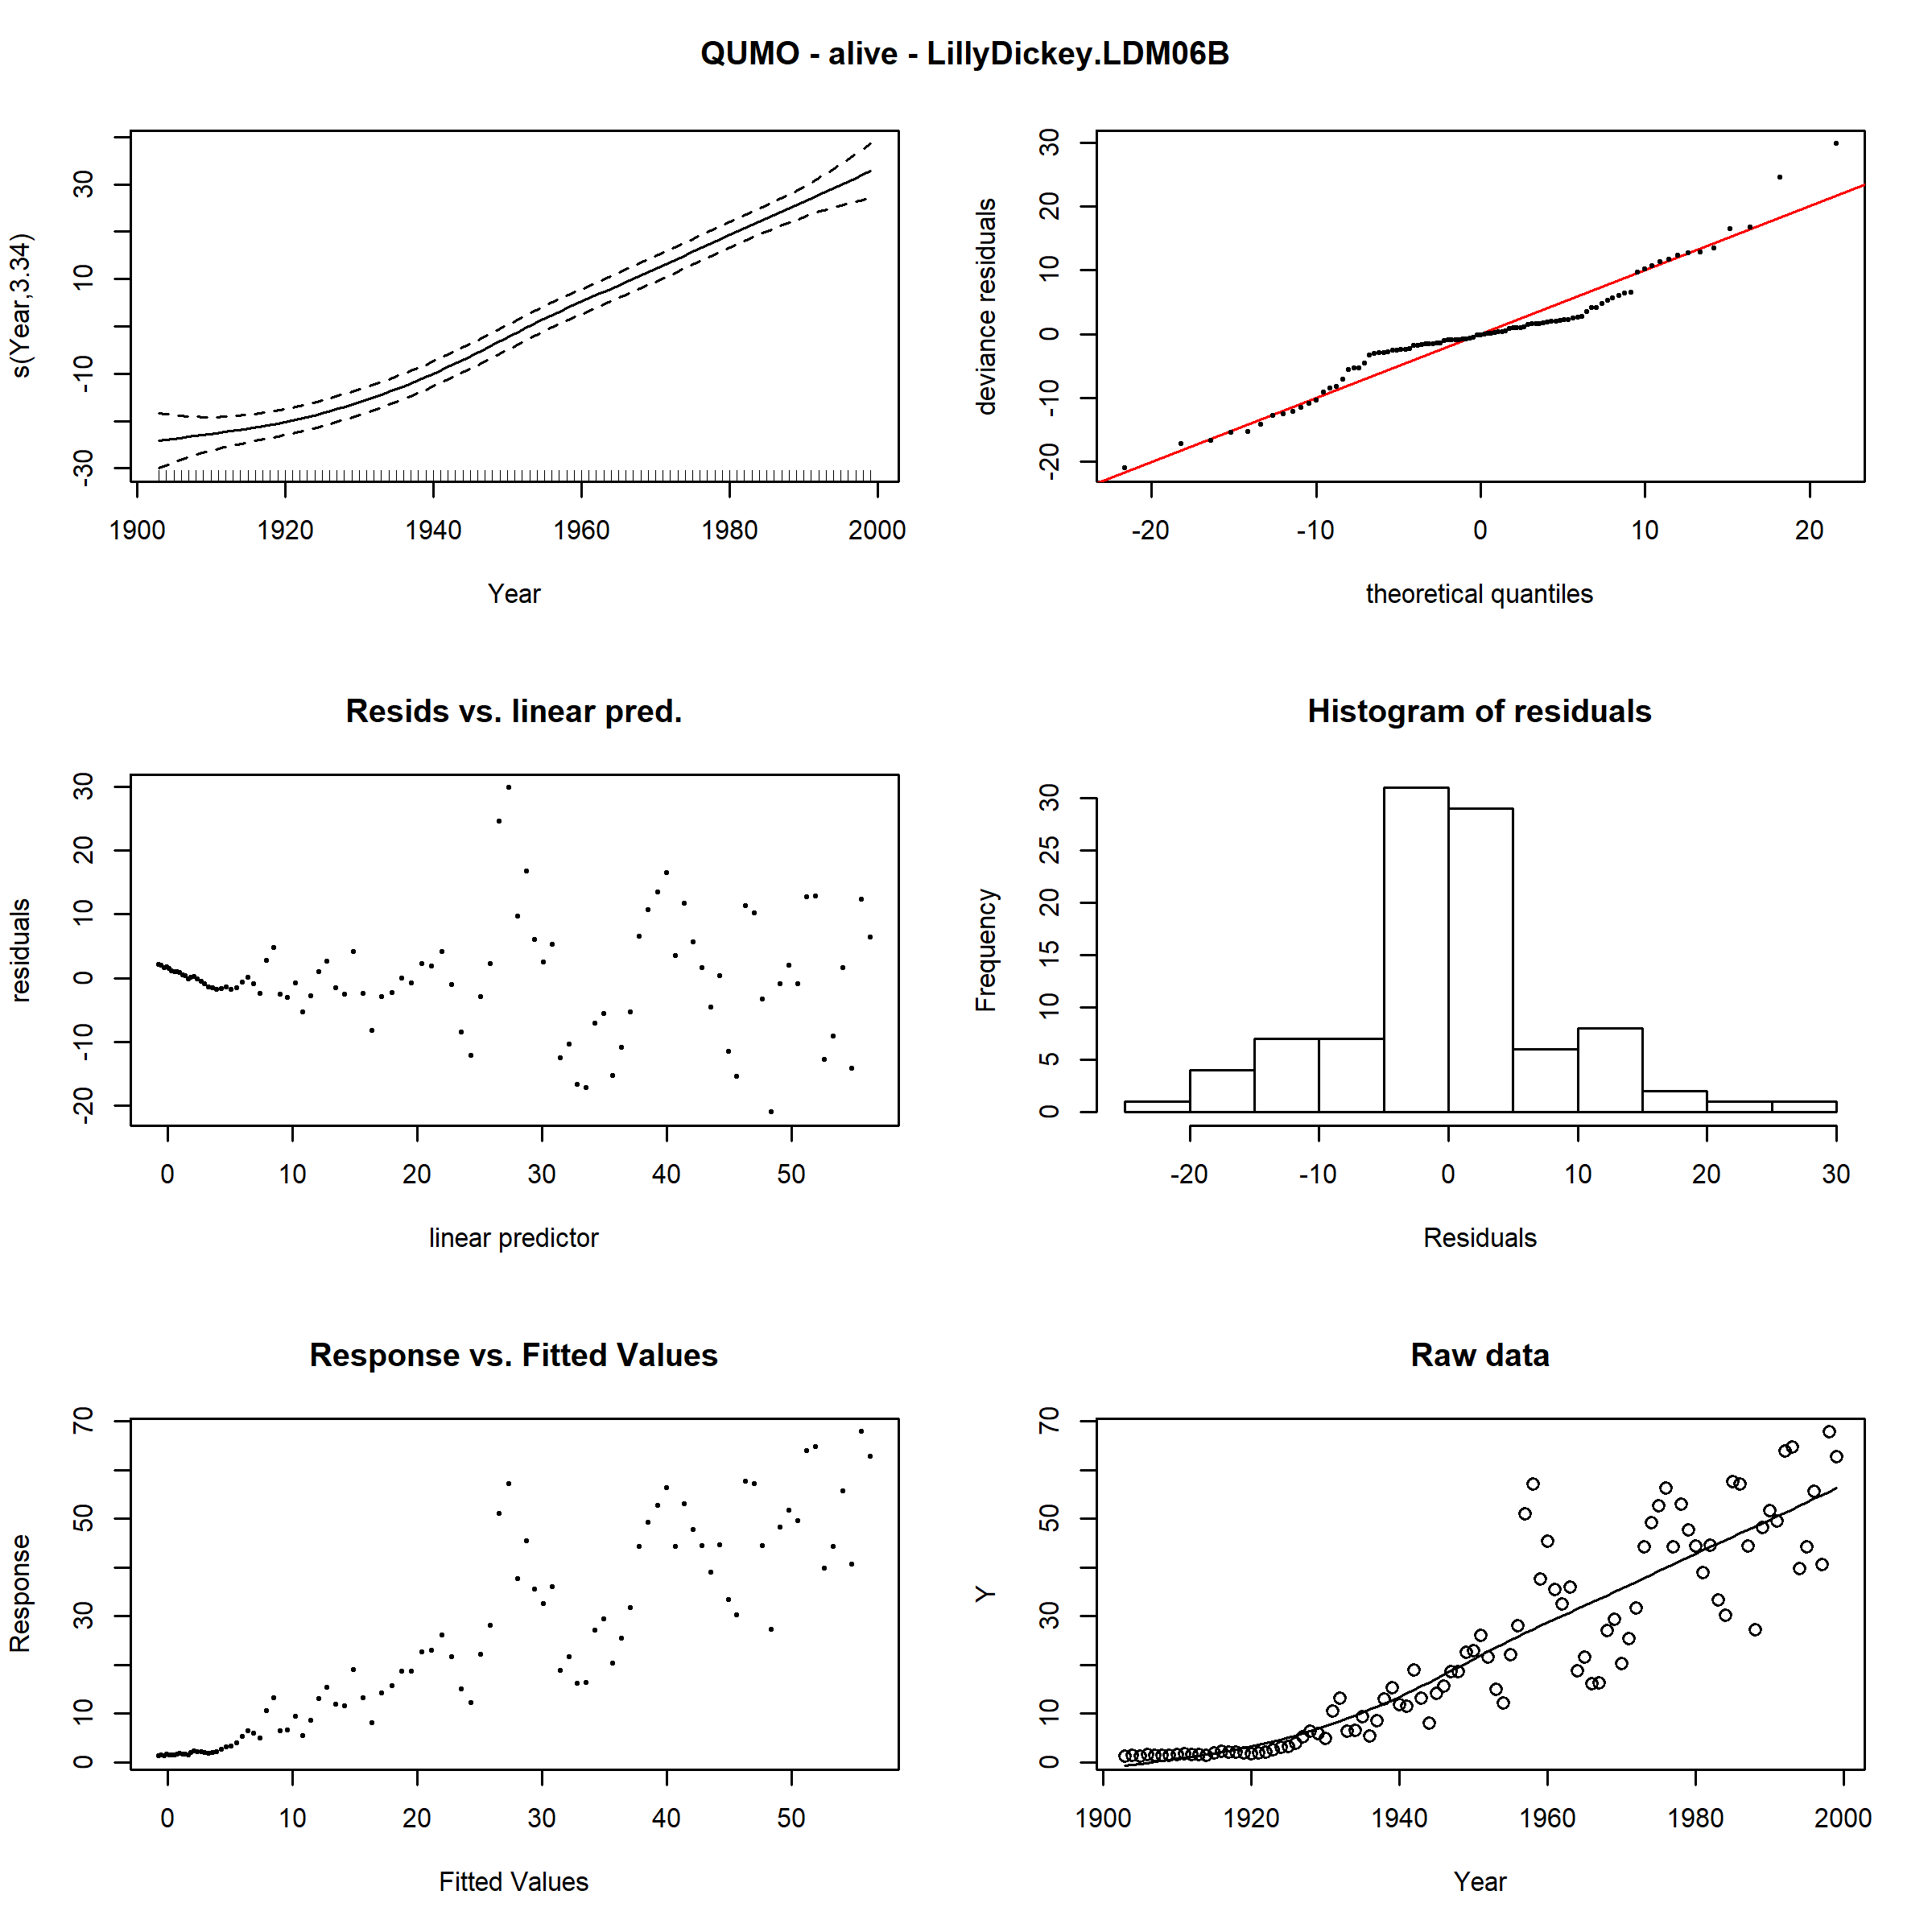 QUMO - alive - LillyDickey.LDM06B
s(Year,3.34)
-30 -10 10 30
1900 1920 1940 1960 1980 2000
Year
deviance residuals
-20 -10 0 10 20 30
-20 -10 0 10 20
theoretical quantiles
Resids vs. linear pred.
residuals
-20 -10 0 10 20 30
0 10 20 30 40 50
linear predictor
Histogram of residuals
Frequency
0 5 10 15 20 25 30
-20 -10 0 10 20 30
Residuals
Response vs. Fitted Values
Response
0 10 30 50 70
0 10 20 30 40 50
Fitted Values
Raw data
Y
0 10 30 50 70
1900 1920 1940 1960 1980 2000
Year